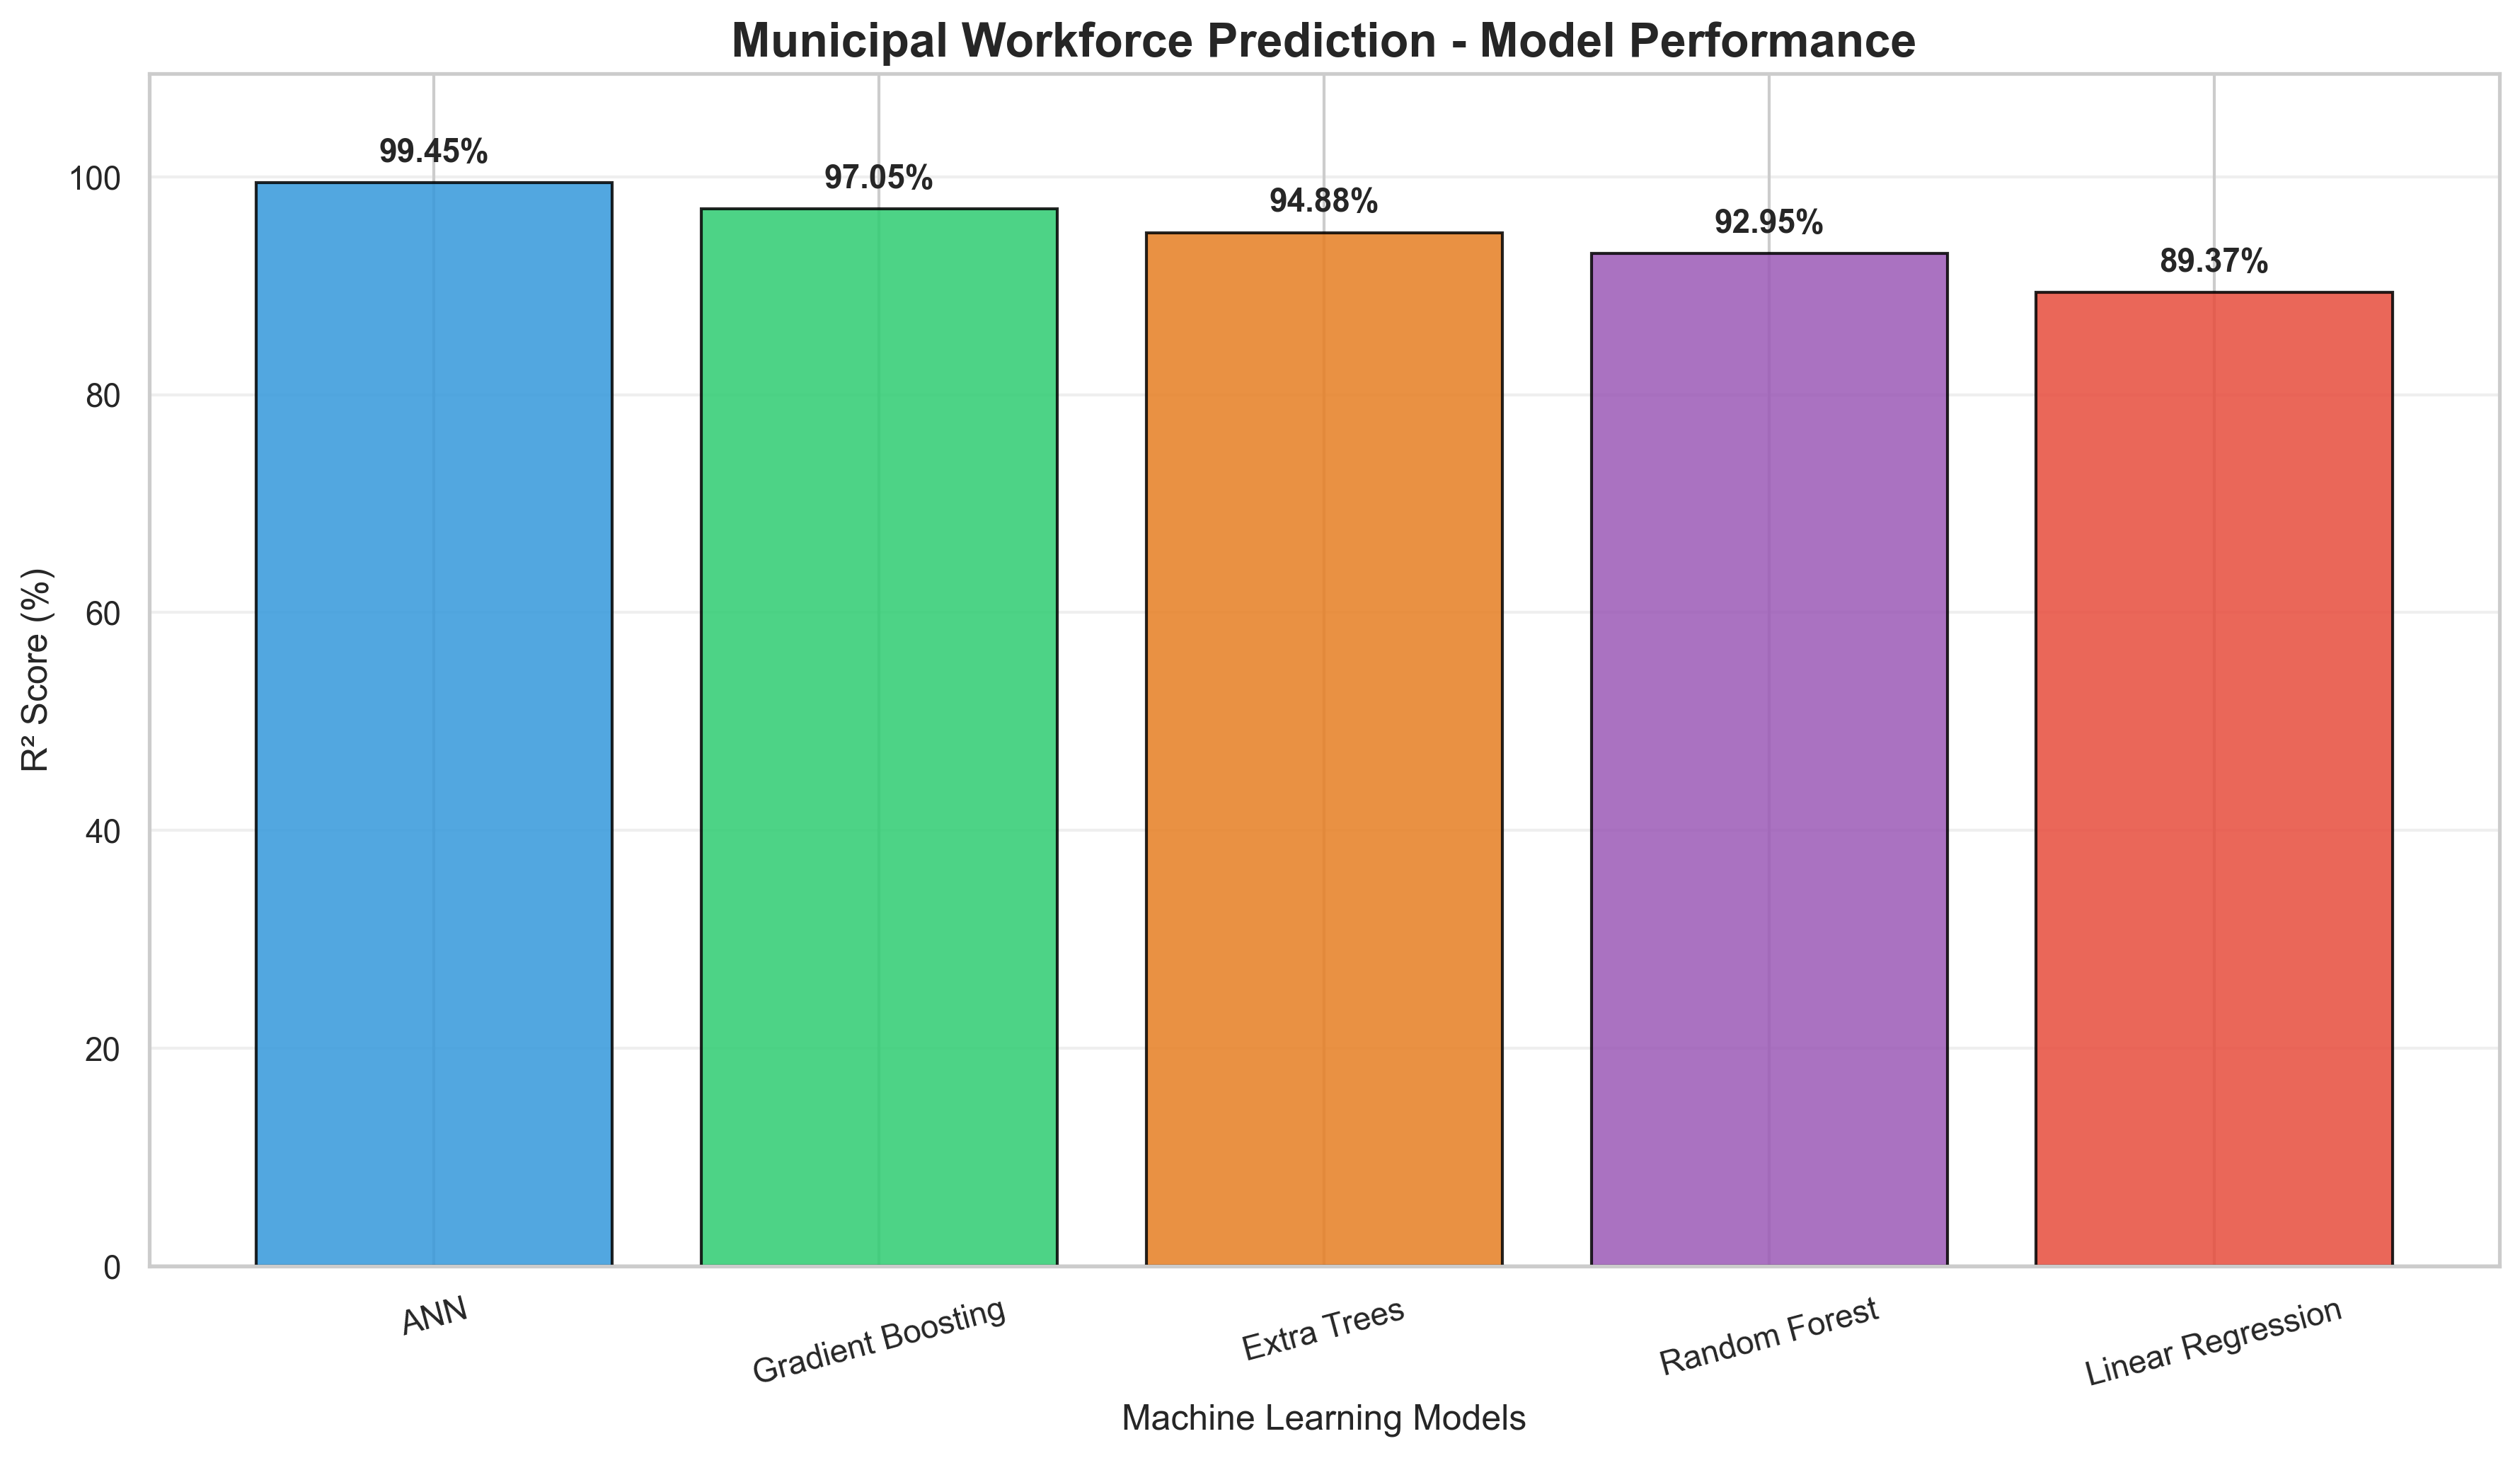 Municipal Workforce Prediction - Model Performance
99.45%
97.05%
94.88%
92.95%
89.37%
100
80
60
40
20
0
R² Score (%)
ANN
Gradient Boosting
Extra Trees
Random Forest
Linear Regression
Machine Learning Models